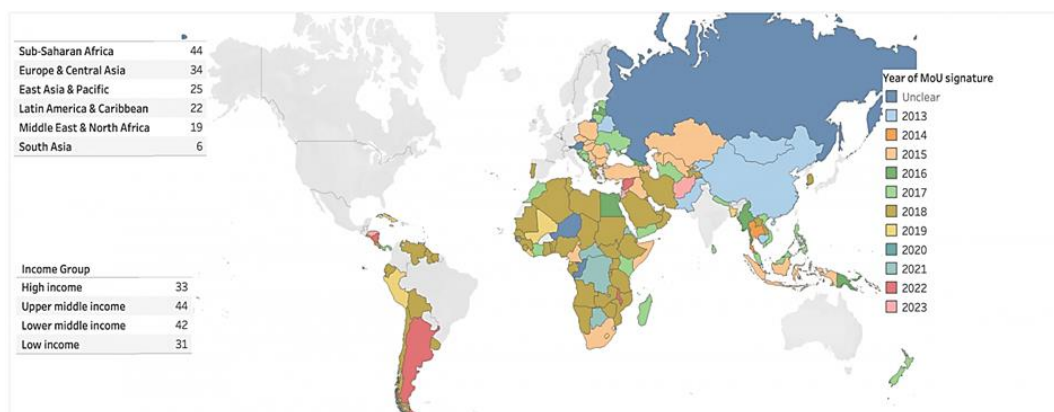 Sub-Saharan Africa 44
Europe & Central Asia 34
East Asia & Pacific 25
Latin America & Caribbean 22
Middle East & North Africa 19
South Asia 6
Income Group
High income 33
Upper middle income 44
Lower middle income 42
Low income 31
Year of MoU signature
Unclear
2013
2014
2015
2016
2017
2018
2019
2020
2021
2022
2023